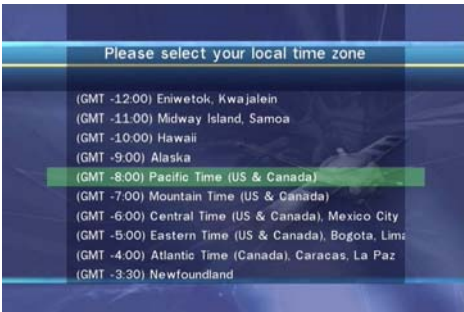 Please select your local time zone
(GMT -12:00) Eniwetok, Kwajalein
(GMT -11:00) Midway Island, Samoa
(GMT -10:00) Hawaii
(GMT -9:00) Alaska
(GMT -8:00) Pacific Time (US & Canada)
(GMT -7:00) Mountain Time (US & Canada)
(GMT -6:00) Central Time (US & Canada), Mexico City
(GMT -5:00) Eastern Time (US & Canada), Bogota, Lima
(GMT -4:00) Atlantic Time (Canada), Caracas, La Paz
(GMT -3:30) Newfoundland